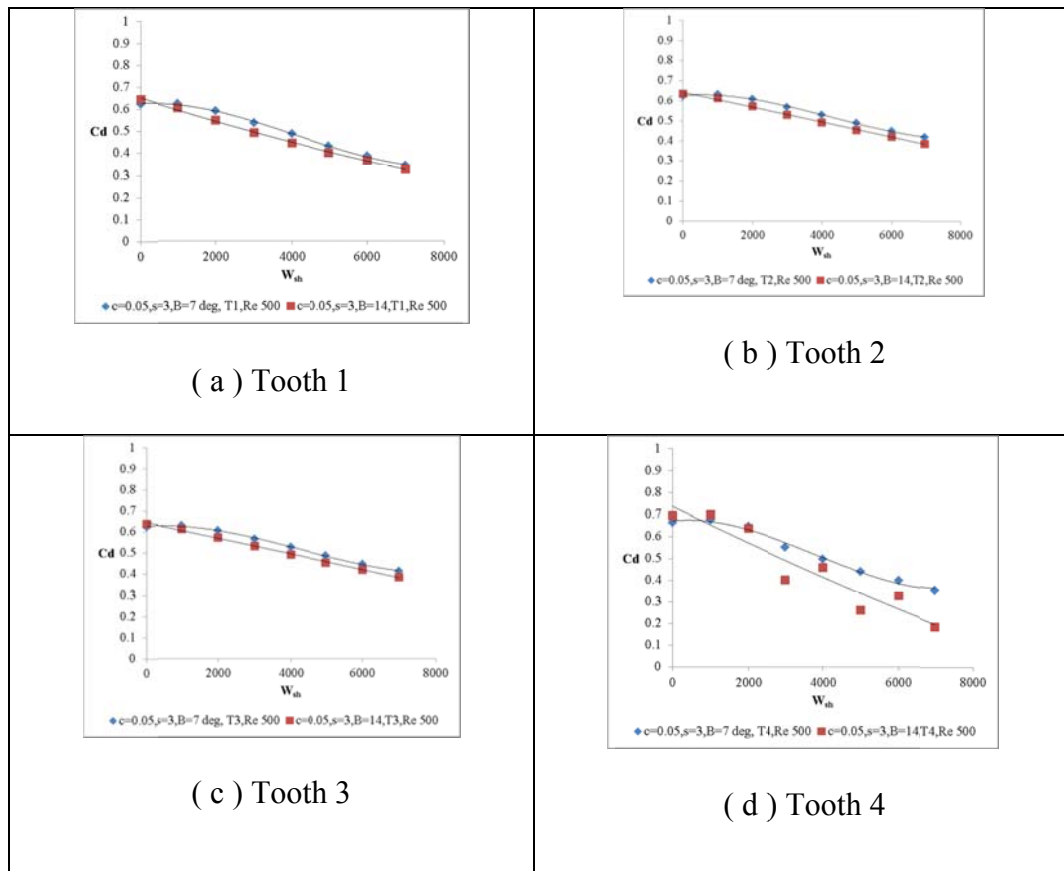 1
0.9
0.8
0.7
0.6
Cd 0.5
0.4
0.3
0.2
0.1
0
0 2000 4000 6000 8000
Wsh
c=0.05,s=3,B=7 deg, T1,Re 500 c=0.05,s=3,B=14,T1,Re 500
( a ) Tooth 1
1
0.9
0.8
0.7
0.6
Cd 0.5
0.4
0.3
0.2
0.1
0
0 2000 4000 6000 8000
Wsh
c=0.05,s=3,B=7 deg, T2,Re 500 c=0.05,s=3,B=14,T2,Re 500
( b ) Tooth 2
1
0.9
0.8
0.7
0.6
Cd 0.5
0.4
0.3
0.2
0.1
0
0 2000 4000 6000 8000
Wsh
c=0.05,s=3,B=7 deg, T3,Re 500 c=0.05,s=3,B=14,T3,Re 500
( c ) Tooth 3
1
0.9
0.8
0.7
0.6
Cd 0.5
0.4
0.3
0.2
0.1
0
0 2000 4000 6000 8000
Wsh
c=0.05,s=3,B=7 deg, T4,Re 500 c=0.05,s=3,B=14,T4,Re 500
( d ) Tooth 4